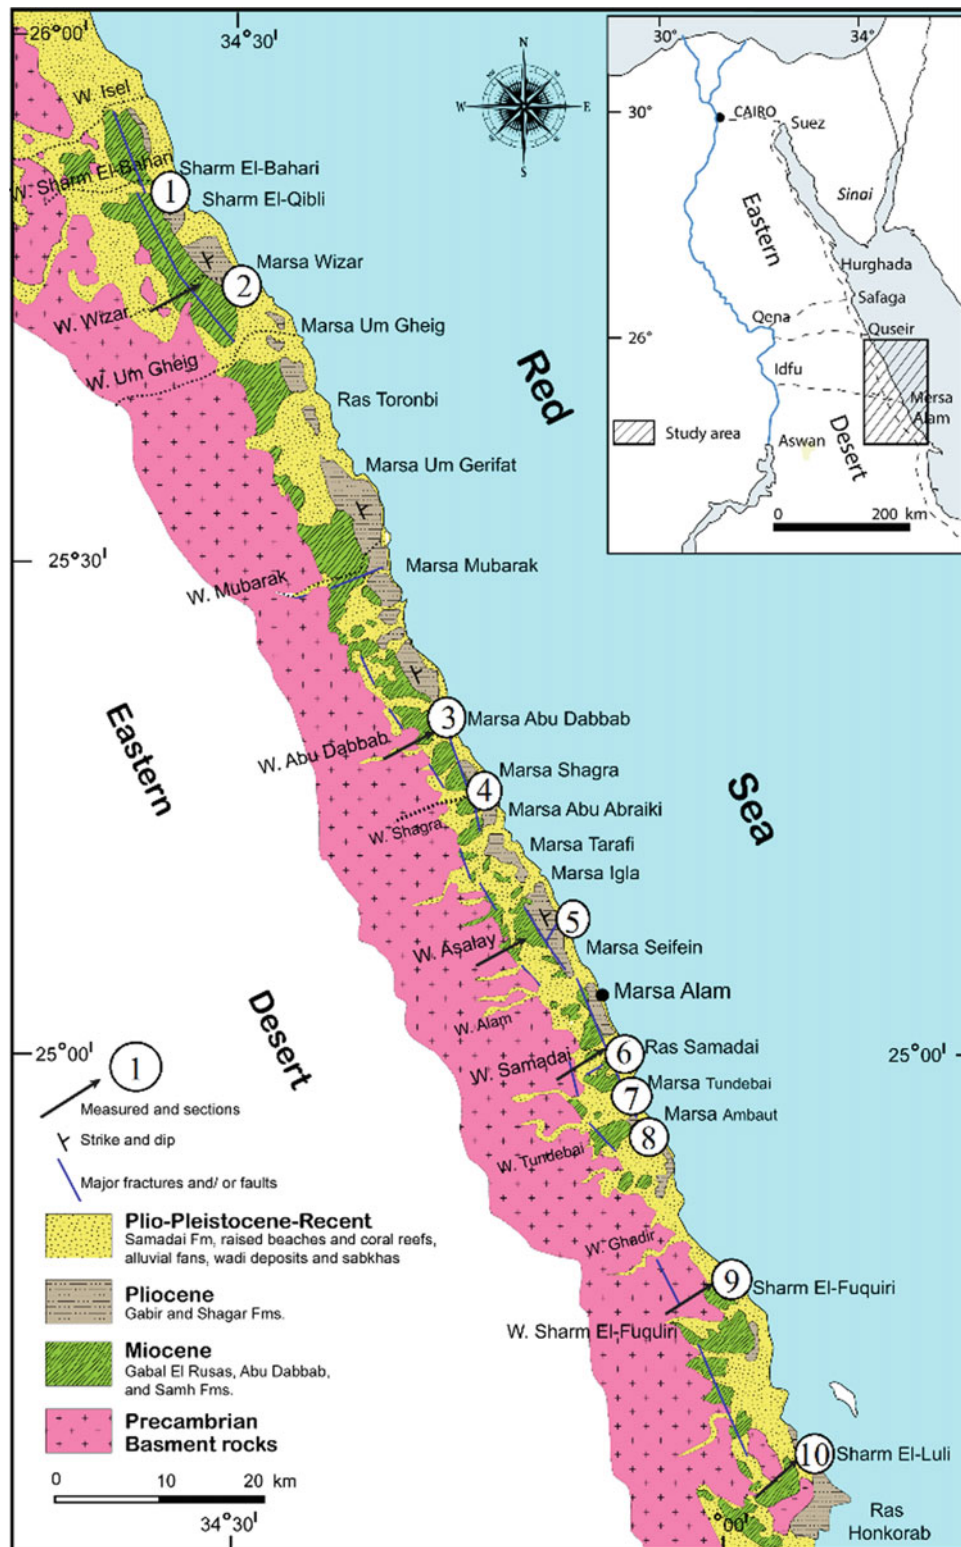 26°00'
34°30'
N
W
E
S
W. Isel
W. Sharm El-Bahari
Sharm El-Bahari
1
Sharm El-Qibli
Marsa Wizar
2
W. Wizar
Marsa Um Gheig
W. Um Gheig
Ras Toronbi
Marsa Um Gerifat
25°30'
W. Mubarak
Marsa Mubarak
Red
Sea
Eastern
Desert
3
Marsa Abu Dabbab
W. Abu Dabbab
Marsa Shagra
4
Marsa Abu Abraiki
W. Shagra
Marsa Tarafi
Marsa Igla
5
W. Asalay
Marsa Seifein
Marsa Alam
W. Alam
25°00'
25°00'
6
Ras Samadai
W. Samadai
7
Marsa Tundebai
Marsa Ambaut
8
W. Tundebai
W. Ghadir
9
Sharm El-Fuquiri
W. Sharm El-Fuquiri
10
Sharm El-Luli
Ras
Honkorab
34°30'
°00'
30°
34°
30°
CAIRO
Suez
Sinai
Eastern
Hurghada
Safaga
Qena
Quseir
26°
Idfu
Mersa
Alam
Study area
Aswan
Desert
0
200 km
1
Measured and sections
Strike and dip
Major fractures and/ or faults
Plio-Pleistocene-Recent
Samadai Fm, raised beaches and coral reefs,
alluvial fans, wadi deposits and sabkhas
Pliocene
Gabir and Shagar Fms.
Miocene
Gabal El Rusas, Abu Dabbab,
and Samh Fms.
Precambrian
Basment rocks
0 10 20 km